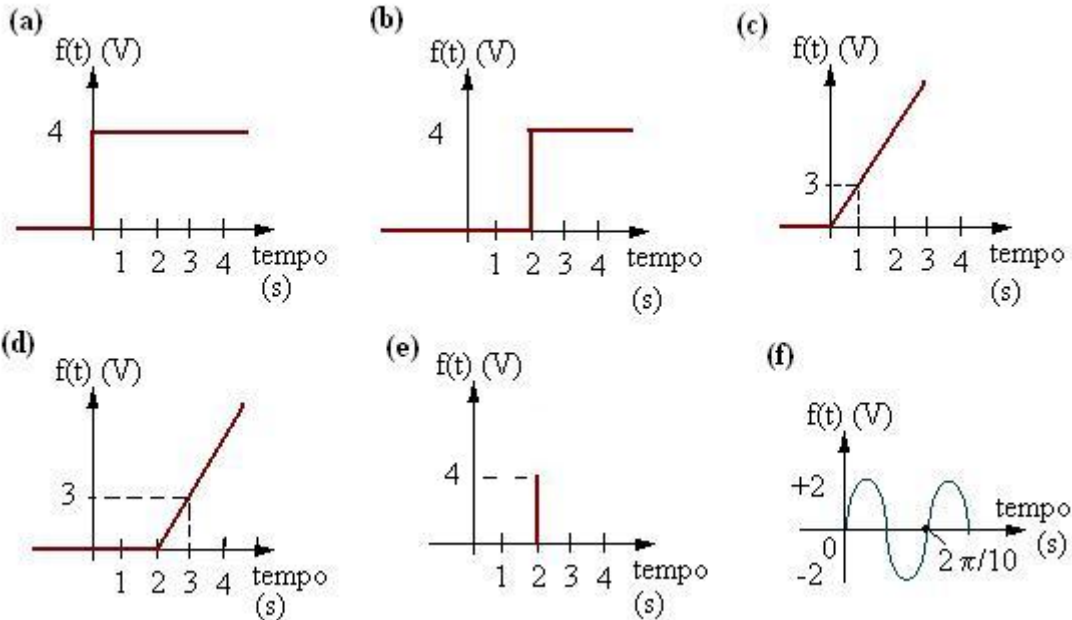 (a)
f(t) (V)
4
1 2 3 4
tempo
(s)
(b)
f(t) (V)
4
1 2 3 4
tempo
(s)
(c)
f(t) (V)
3
1 2 3 4
tempo
(s)
(d)
f(t) (V)
3
1 2 3 4
tempo
(s)
(e)
f(t) (V)
4
1 2 3 4
tempo
(s)
(f)
f(t) (V)
+2
0
-2
2 π/10
tempo
(s)